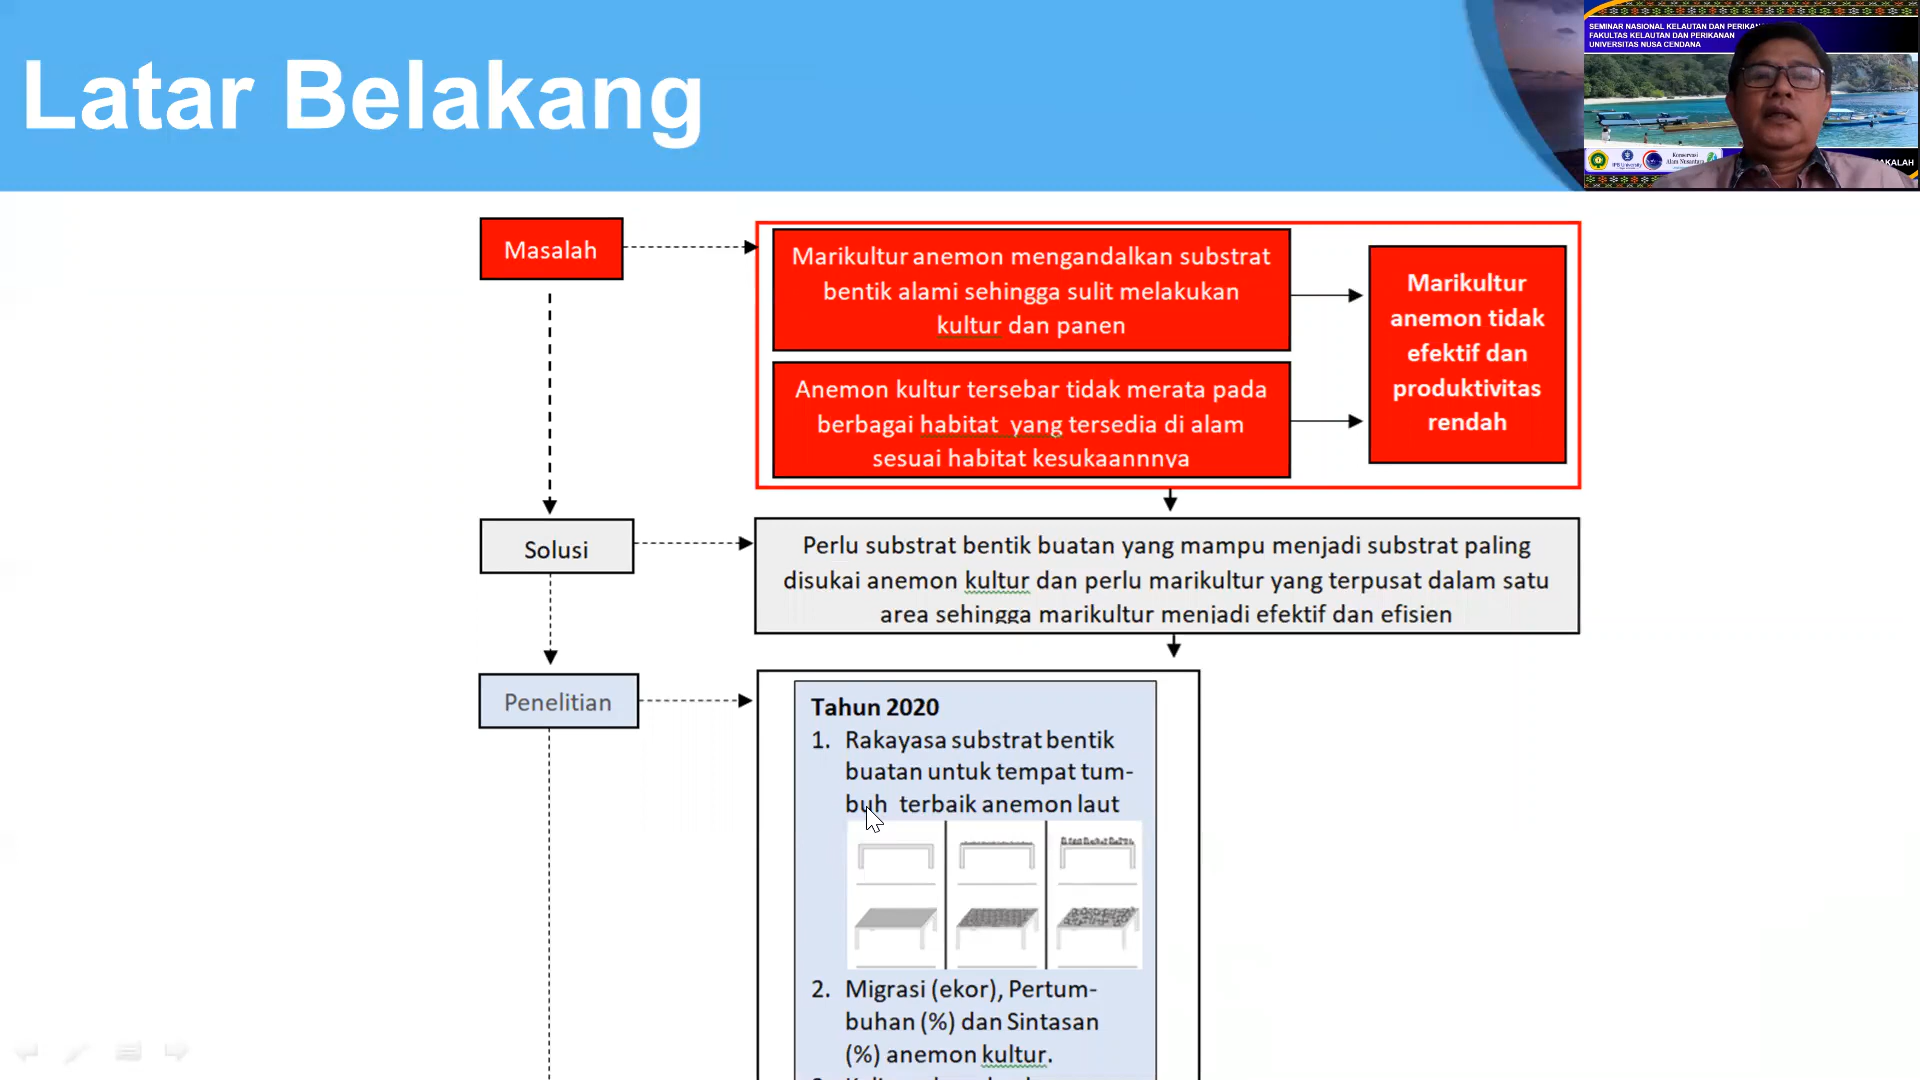 Latar Belakang
SEMINAR NASIONAL KELAUTAN DAN
FAKULTAS KELAUTAN DAN PERIKANAN
UNIVERSITAS NUSA CENDANA
IPB University
Konservasi
Alam Nusantara
Masalah
Marikultur anemon mengandalkan substrat
bentik alami sehingga sulit melakukan
kultur dan panen
Anemon kultur tersebar tidak merata pada
berbagai habitat yang tersedia di alam
sesuai habitat kesukaannnya
Marikultur
anemon tidak
efektif dan
produktivitas
rendah
Solusi
Perlu substrat bentik buatan yang mampu menjadi substrat paling
disukai anemon kultur dan perlu marikultur yang terpusat dalam satu
area sehingga marikultur menjadi efektif dan efisien
Penelitian
Tahun 2020
1. Rakayasa substrat bentik
buatan untuk tempat tum-
buh terbaik anemon laut
2. Migrasi (ekor), Pertum-
buhan (%) dan Sintasan
(%) anemon kultur.